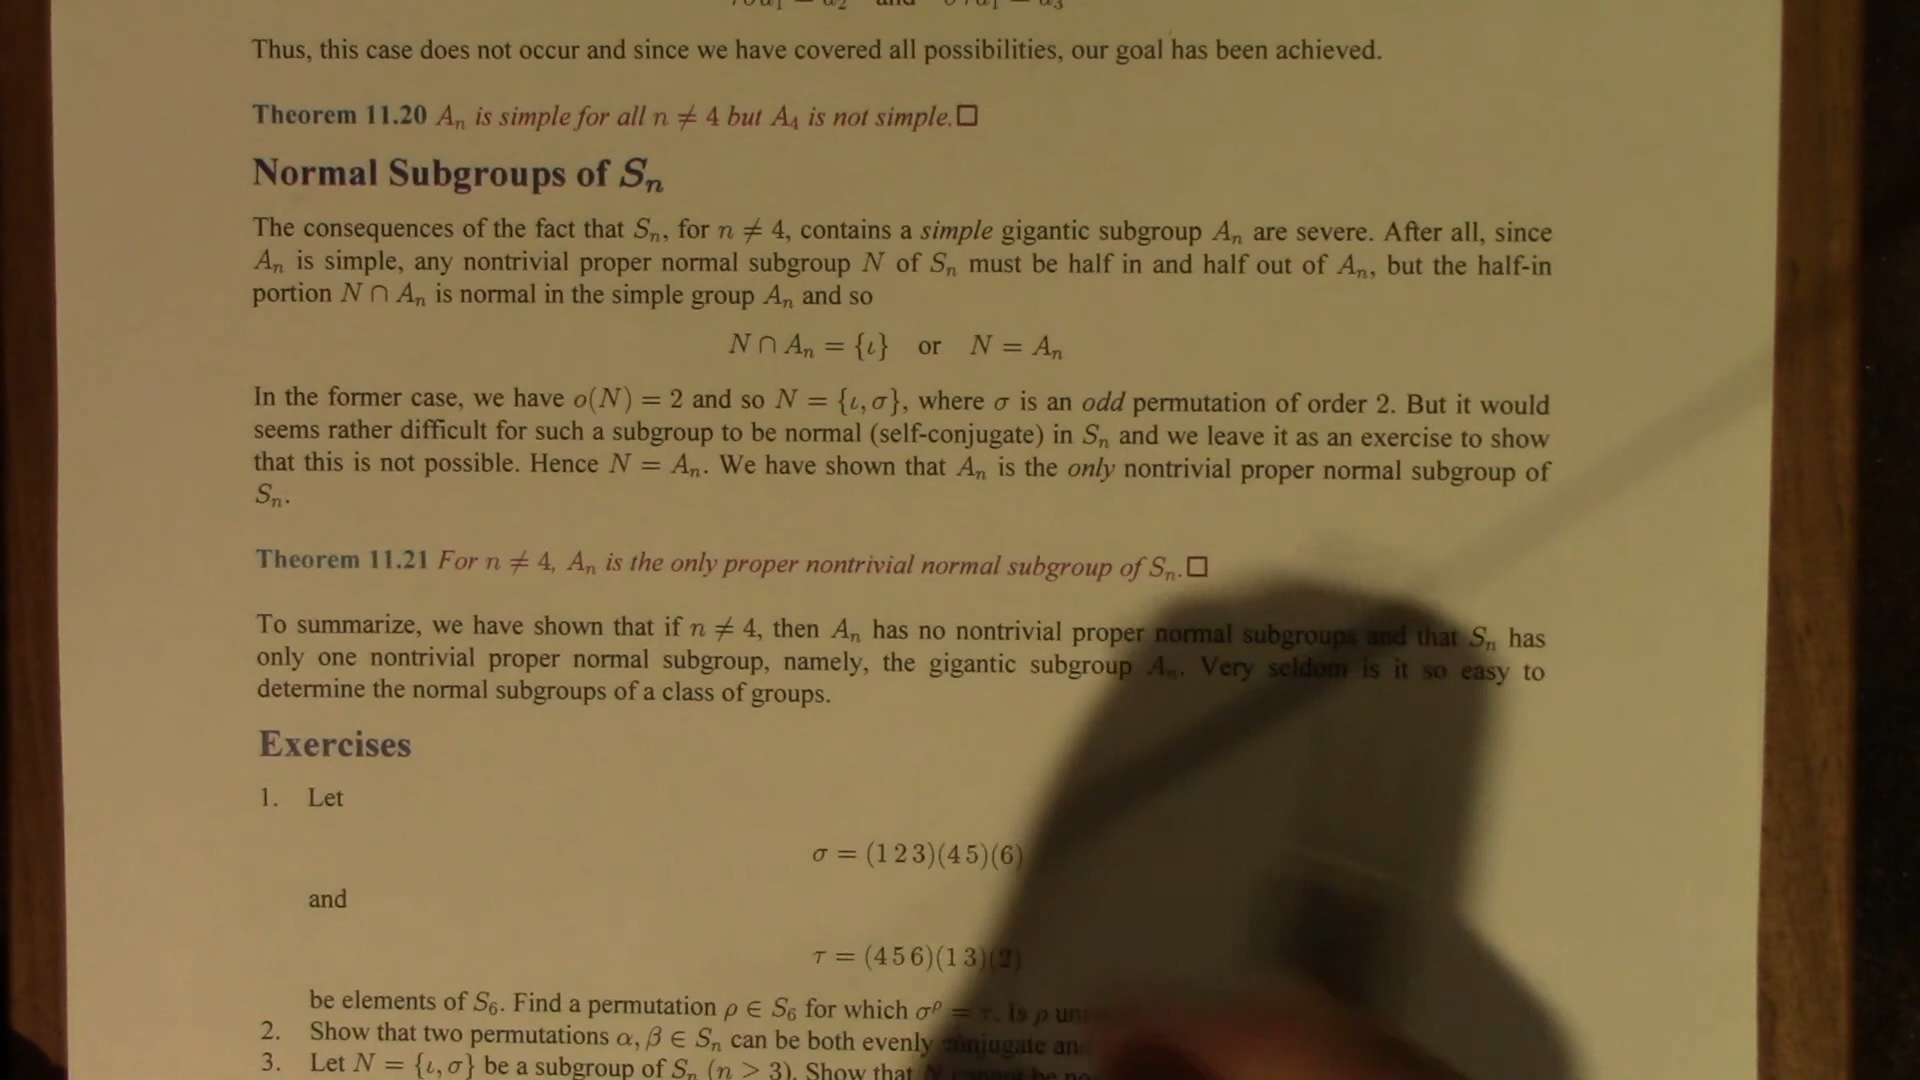 Thus, this case does not occur and since we have covered all possibilities, our goal has been achieved.
Theorem 11.20 Aₙ is simple for all n ≠ 4 but A₄ is not simple.□
Normal Subgroups of Sₙ
The consequences of the fact that Sₙ, for n ≠ 4, contains a simple gigantic subgroup Aₙ are severe. After all, since
Aₙ is simple, any nontrivial proper normal subgroup N of Sₙ must be half in and half out of Aₙ, but the half-in
portion N ∩ Aₙ is normal in the simple group Aₙ and so
N ∩ Aₙ = {ι} or N = Aₙ
In the former case, we have o(N) = 2 and so N = {ι, σ}, where σ is an odd permutation of order 2. But it would
seems rather difficult for such a subgroup to be normal (self-conjugate) in Sₙ and we leave it as an exercise to show
that this is not possible. Hence N = Aₙ. We have shown that Aₙ is the only nontrivial proper normal subgroup of
Sₙ.
Theorem 11.21 For n ≠ 4, Aₙ is the only proper nontrivial normal subgroup of Sₙ.□
To summarize, we have shown that if n ≠ 4, then Aₙ has no nontrivial proper normal subgroups and that Sₙ has
only one nontrivial proper normal subgroup, namely, the gigantic subgroup Aₙ. Very seldom is it so easy to
determine the normal subgroups of a class of groups.
Exercises
1. Let
σ = (1 2 3)(4 5)(6)
and
τ = (4 5 6)(1 3)(2)
be elements of S₆. Find a permutation ρ ∈ S₆ for which σᵖ = τ. Is ρ
2. Show that two permutations α, β ∈ Sₙ can be both evenly conjugate
3. Let N = {ι, σ} be a subgroup of Sₙ (n > 3). Show that N cannot be